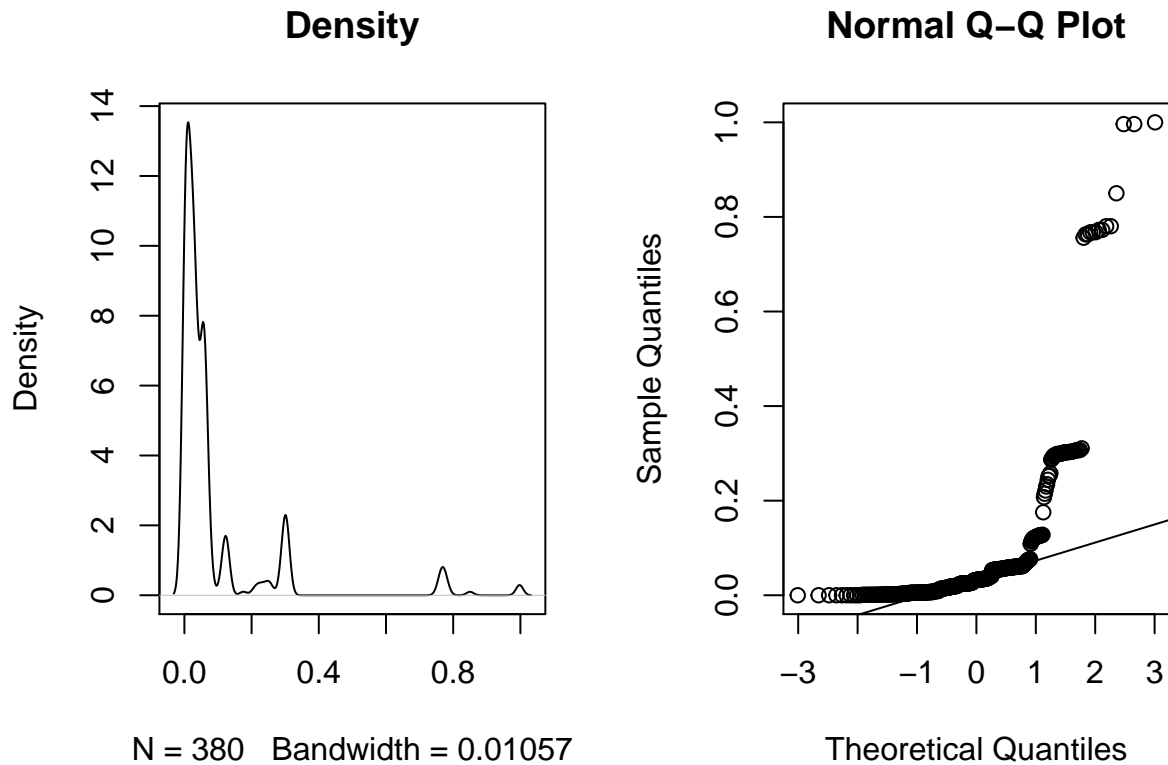 Density
Density
14
12
10
8
6
4
2
0
0.0 0.4 0.8
N = 380 Bandwidth = 0.01057
Normal Q−Q Plot
Sample Quantiles
1.0
0.8
0.6
0.4
0.2
0.0
−3 −1 0 1 2 3
Theoretical Quantiles